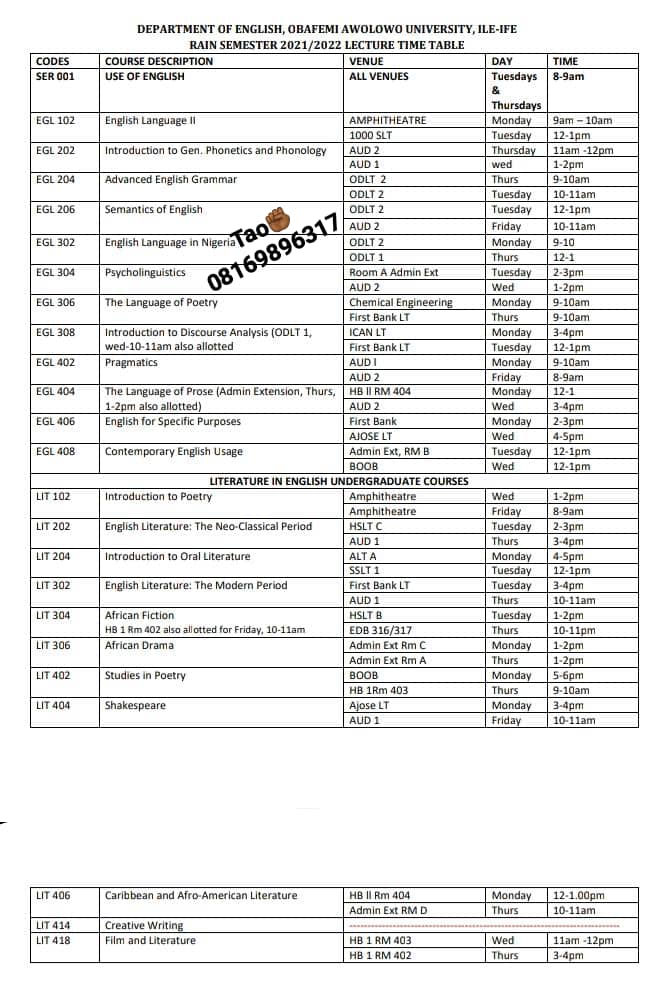 DEPARTMENT OF ENGLISH, OBAFEMI AWOLOWO UNIVERSITY, ILE-IFE
RAIN SEMESTER 2021/2022 LECTURE TIME TABLE
CODES COURSE DESCRIPTION VENUE DAY TIME
SER 001 USE OF ENGLISH ALL VENUES Tuesdays 8-9am
&
Thursdays
EGL 102 English Language II AMPHITHEATRE Monday 9am – 10am
1000 SLT Tuesday 12-1pm
EGL 202 Introduction to Gen. Phonetics and Phonology AUD 2 Thursday 11am -12pm
AUD 1 wed 1-2pm
EGL 204 Advanced English Grammar ODLT 2 Thurs 9-10am
ODLT 2 Tuesday 10-11am
EGL 206 Semantics of English ODLT 2 Tuesday 12-1pm
AUD 2 Friday 10-11am
Tao✊🏾
08169896317
EGL 302 English Language in Nigeria ODLT 2 Monday 9-10
ODLT 1 Thurs 12-1
EGL 304 Psycholinguistics Room A Admin Ext Tuesday 2-3pm
AUD 2 Wed 1-2pm
EGL 306 The Language of Poetry Chemical Engineering Monday 9-10am
First Bank LT Thurs 9-10am
EGL 308 Introduction to Discourse Analysis (ODLT 1, ICAN LT Monday 3-4pm
wed-10-11am also allotted First Bank LT Tuesday 12-1pm
EGL 402 Pragmatics AUD I Monday 9-10am
AUD 2 Friday 8-9am
EGL 404 The Language of Prose (Admin Extension, Thurs, HB ll RM 404 Monday 12-1
1-2pm also allotted) AUD 2 Wed 3-4pm
EGL 406 English for Specific Purposes First Bank Monday 2-3pm
AJOSE LT Wed 4-5pm
EGL 408 Contemporary English Usage Admin Ext, RM B Tuesday 12-1pm
BOOB Wed 12-1pm
LITERATURE IN ENGLISH UNDERGRADUATE COURSES
LIT 102 Introduction to Poetry Amphitheatre Wed 1-2pm
Amphitheatre Friday 8-9am
LIT 202 English Literature: The Neo-Classical Period HSLT C Tuesday 2-3pm
AUD 1 Thurs 3-4pm
LIT 204 Introduction to Oral Literature ALT A Monday 4-5pm
SSLT 1 Tuesday 12-1pm
LIT 302 English Literature: The Modern Period First Bank LT Tuesday 3-4pm
AUD 1 Thurs 10-11am
LIT 304 African Fiction HSLT B Tuesday 1-2pm
HB 1 Rm 402 also allotted for Friday, 10-11am EDB 316/317 Thurs 10-11pm
LIT 306 African Drama Admin Ext Rm C Monday 1-2pm
Admin Ext Rm A Thurs 1-2pm
LIT 402 Studies in Poetry BOOB Monday 5-6pm
HB 1Rm 403 Thurs 9-10am
LIT 404 Shakespeare Ajose LT Monday 3-4pm
AUD 1 Friday 10-11am
LIT 406 Caribbean and Afro-American Literature HB ll Rm 404 Monday 12-1.00pm
Admin Ext RM D Thurs 10-11am
LIT 414 Creative Writing
LIT 418 Film and Literature HB 1 RM 403 Wed 11am -12pm
HB 1 RM 402 Thurs 3-4pm